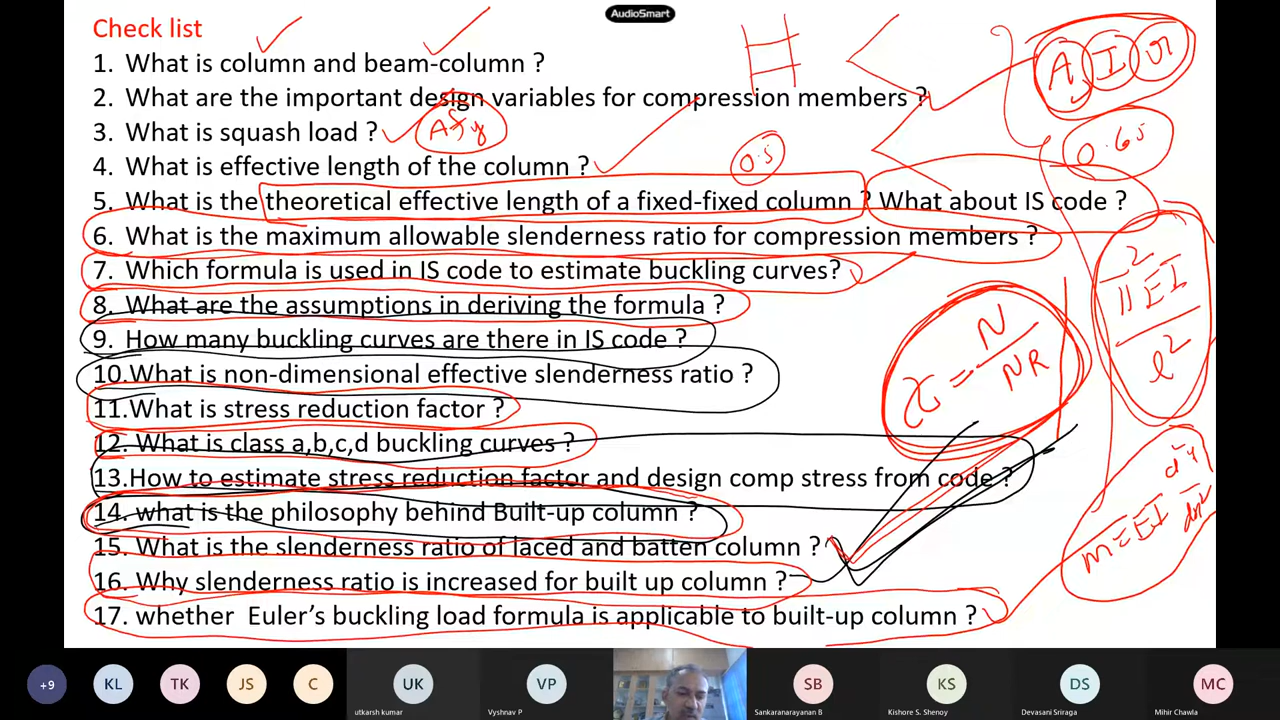 AudioSmart
Check list
1. What is column and beam-column ?
2. What are the important design variables for compression members ?
A I r
3. What is squash load ?
Afy
0.65
4. What is effective length of the column ?
0.5
5. What is the theoretical effective length of a fixed-fixed column ? What about IS code ?
6. What is the maximum allowable slenderness ratio for compression members ?
7. Which formula is used in IS code to estimate buckling curves?
π²EI
l²
8. What are the assumptions in deriving the formula ?
9. How many buckling curves are there in IS code ?
N
= NR
10.What is non-dimensional effective slenderness ratio ?
11.What is stress reduction factor ?
12. What is class a,b,c,d buckling curves ?
13.How to estimate stress reduction factor and design comp stress from code ?
14. what is the philosophy behind Built-up column ?
m = EI d²y
dx²
15. What is the slenderness ratio of laced and batten column ?
16. Why slenderness ratio is increased for built up column ?
17. whether Euler’s buckling load formula is applicable to built-up column ?
+9 KL TK JS C UK VP SB KS DS MC
utkarsh kumar Vyshnav P Sankaranarayanan B Kishore S. Shenoy Devasani Sriraga Mihir Chawla